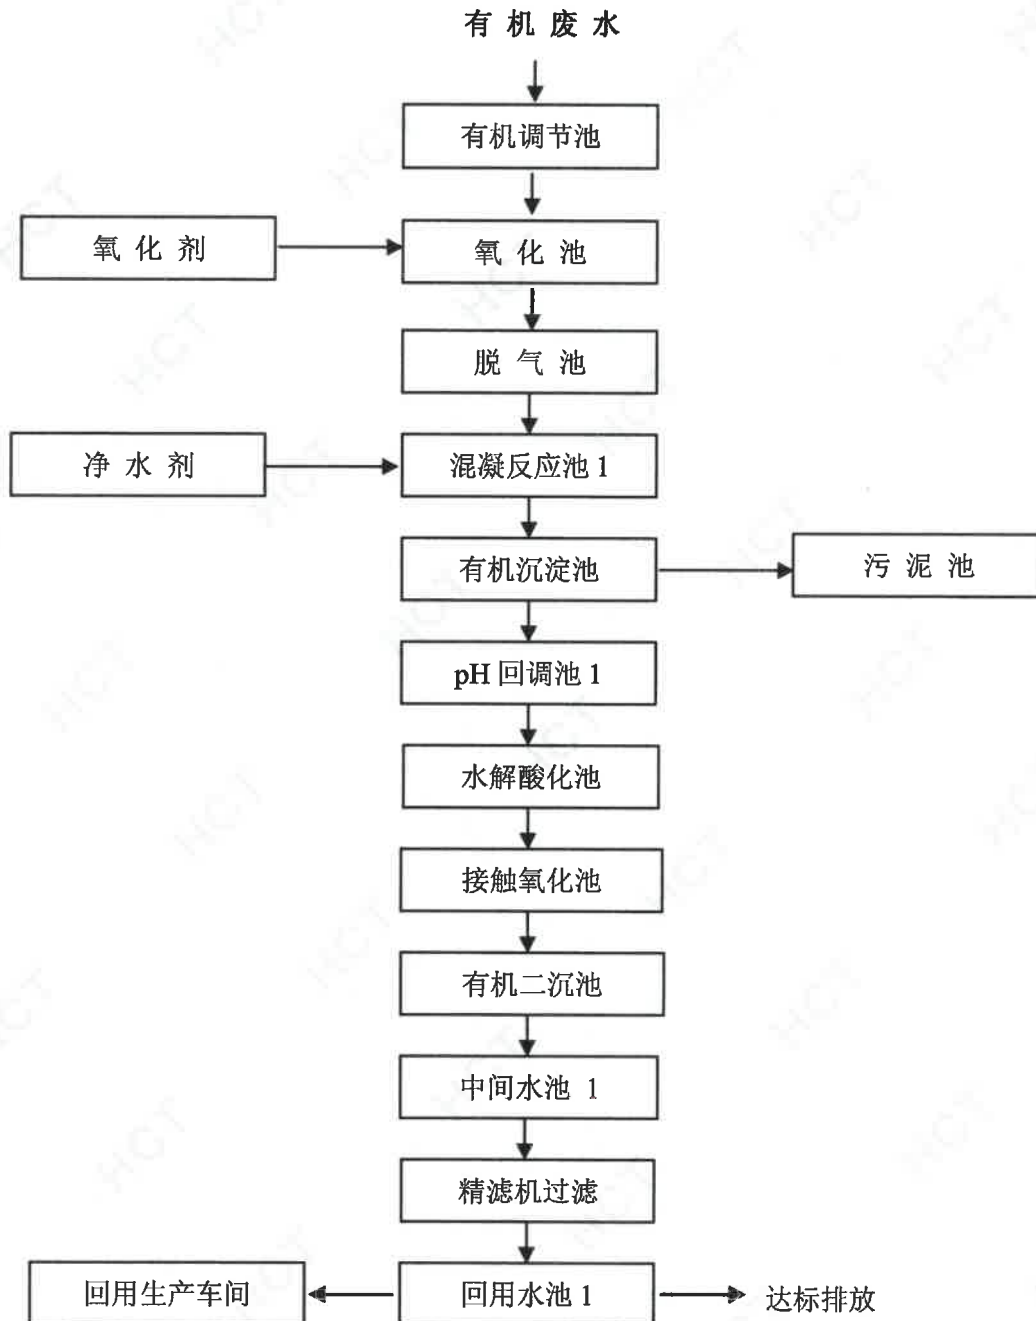 有 机 废 水
有机调节池
氧 化 剂
氧 化 池
脱 气 池
净 水 剂
混凝反应池 1
有机沉淀池
污 泥 池
pH 回调池 1
水解酸化池
接触氧化池
有机二沉池
中间水池 1
精滤机过滤
回用生产车间
回用水池 1
达标排放
HCT